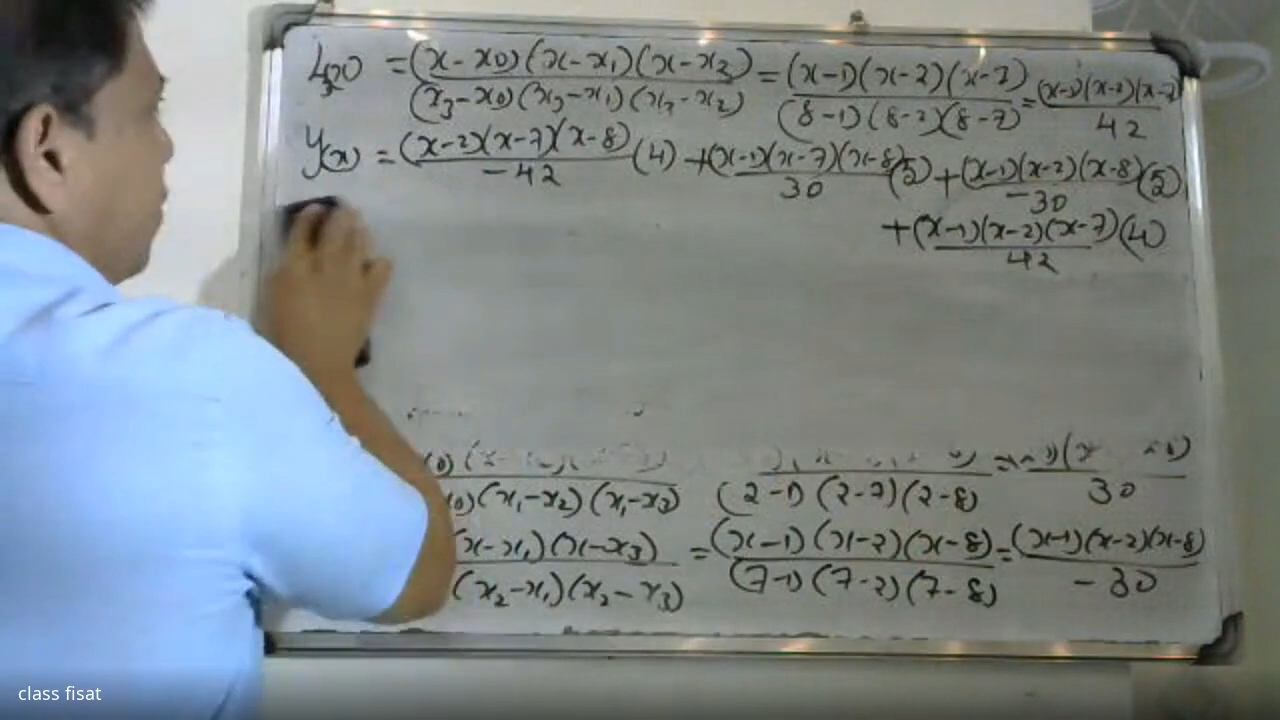 L₃(x) = (x-x0)(x-x₁)(x-x₂) / (x₃-x0)(x₃-x₁)(x₃-x₂) = (x-1)(x-2)(x-7) / (8-1)(8-2)(8-7) = (x-1)(x-2)(x-7) / 42
y(x) = (x-2)(x-7)(x-8) / -42 (4) + (x-1)(x-7)(x-8) / 30 (5) + (x-1)(x-2)(x-8) / -30 (5)
+ (x-1)(x-2)(x-7) / 42 (4)
(x₁-x₂)(x₁-x₃) (2-1)(2-7)(2-8) = 30
(x-x₁)(x-x₃) / (x₂-x₁)(x₂-x₃) = (x-1)(x-2)(x-8) / (7-1)(7-2)(7-8) = (x-1)(x-2)(x-8) / -30
class fisat